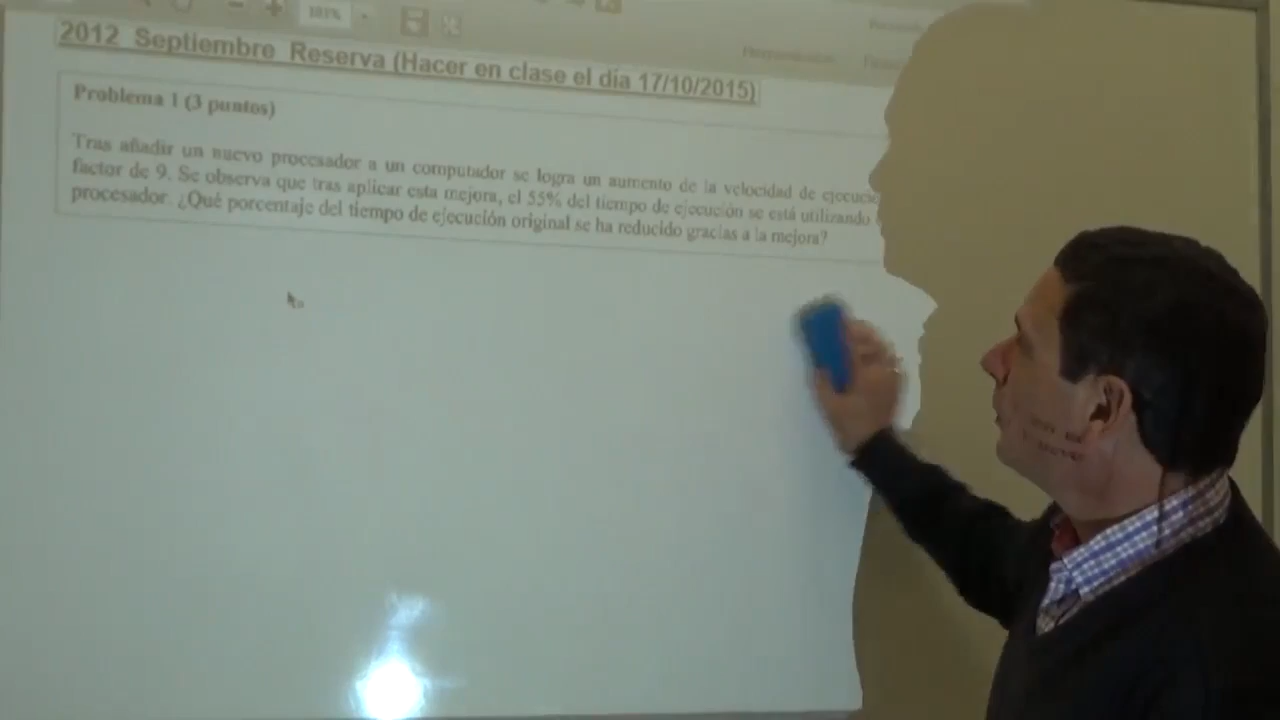 101%
2012 Septiembre Reserva (Hacer en clase el día 17/10/2015)
Problema 1 (3 puntos)
Tras añadir un nuevo procesador a un computador se logra un aumento de la velocidad de ejecució
factor de 9. Se observa que tras aplicar esta mejora, el 55% del tiempo de ejecución se está utilizando
procesador. ¿Qué porcentaje del tiempo de ejecución original se ha reducido gracias a la mejora?